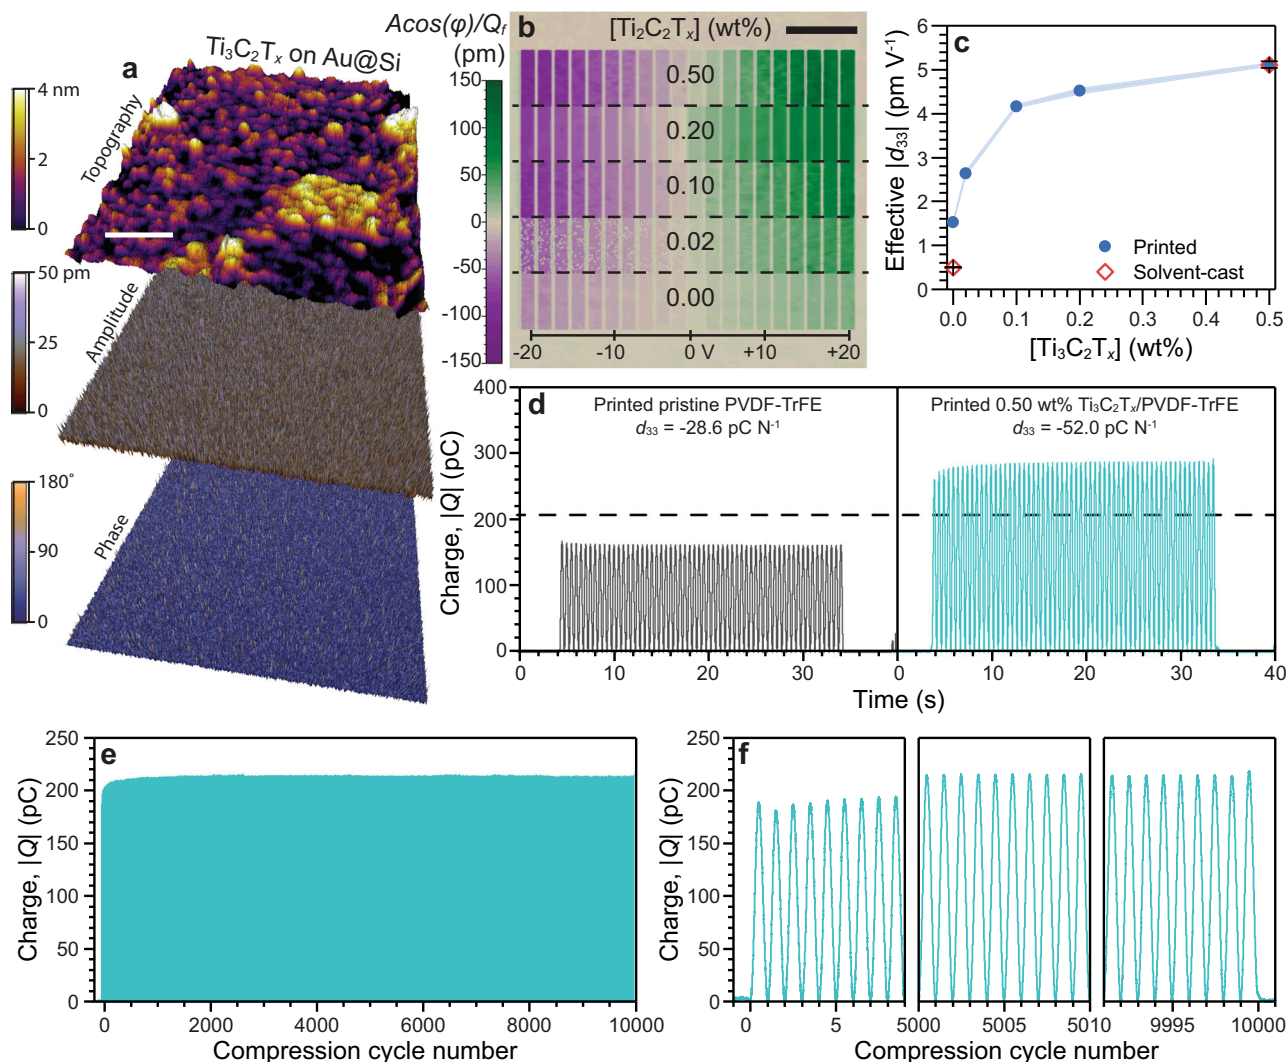 a
Ti₃C₂Tₓ on Au@Si
4 nm
2
0
Topography
50 pm
25
0
Amplitude
180°
90
0
Phase
Acos(φ)/Q_f
(pm)
150
100
50
0
-50
-100
-150
b
[Ti₂C₂Tₓ] (wt%)
0.50
0.20
0.10
0.02
0.00
-20 -10 0 V +10 +20
c
Effective |d₃₃| (pm V⁻¹)
6
5
4
3
2
1
0
Printed
Solvent-cast
0.0 0.1 0.2 0.3 0.4 0.5
[Ti₃C₂Tₓ] (wt%)
d
Charge, |Q| (pC)
400
300
200
100
0
Printed pristine PVDF-TrFE
d₃₃ = -28.6 pC N⁻¹
Printed 0.50 wt% Ti₃C₂Tₓ/PVDF-TrFE
d₃₃ = -52.0 pC N⁻¹
0 10 20 30 0 10 20 30 40
Time (s)
e
Charge, |Q| (pC)
250
200
150
100
50
0
0 2000 4000 6000 8000 10000
Compression cycle number
f
Charge, |Q| (pC)
250
200
150
100
50
0
0 5 5000 5005 5010 9995 10000
Compression cycle number